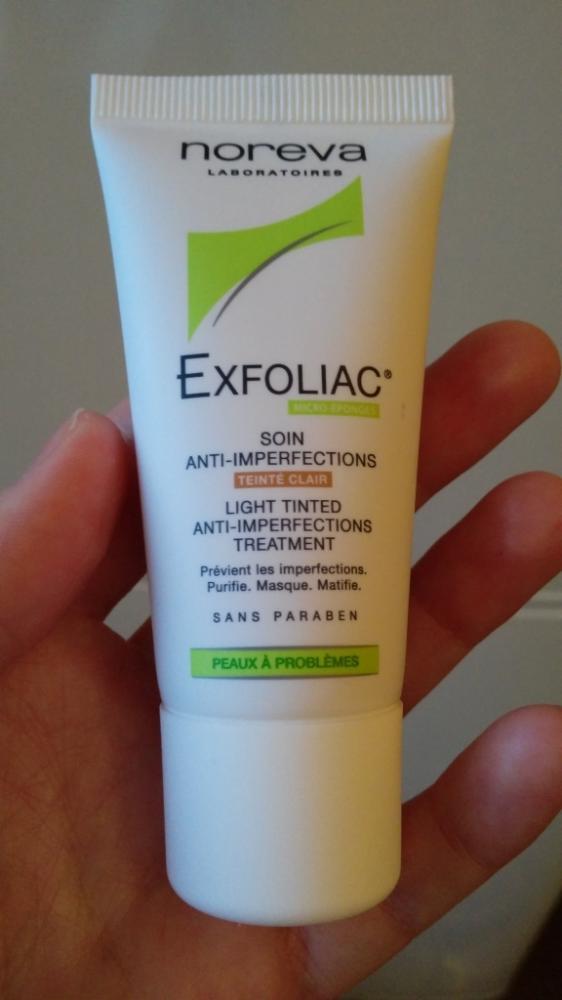 noreva
LABORATOIRES
EXFOLIAC®
MICRO-ÉPONGES
SOIN
ANTI-IMPERFECTIONS
TEINTÉ CLAIR
LIGHT TINTED
ANTI-IMPERFECTIONS
TREATMENT
Prévient les imperfections.
Purifie. Masque. Matifie.
SANS PARABEN
PEAUX À PROBLÈMES